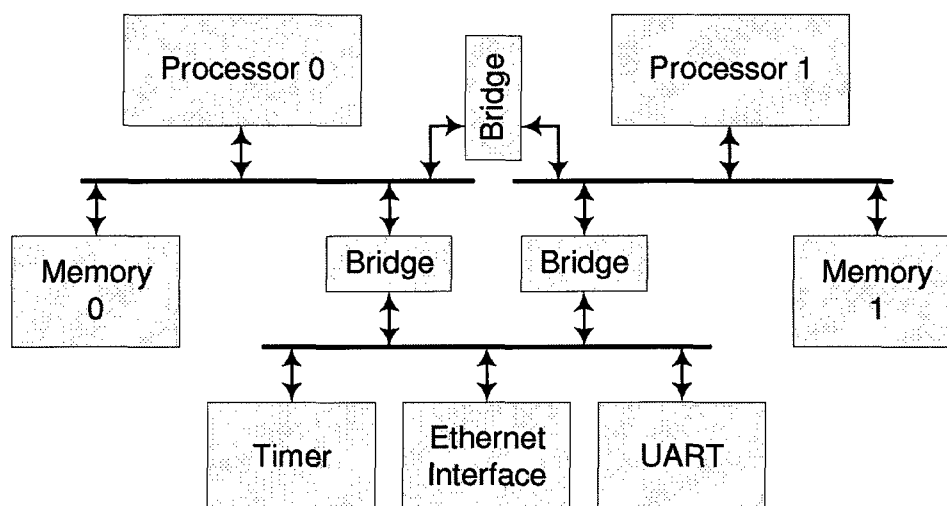 Processor 0
Bridge
Processor 1
Memory
0
Bridge
Bridge
Memory
1
Timer
Ethernet
Interface
UART